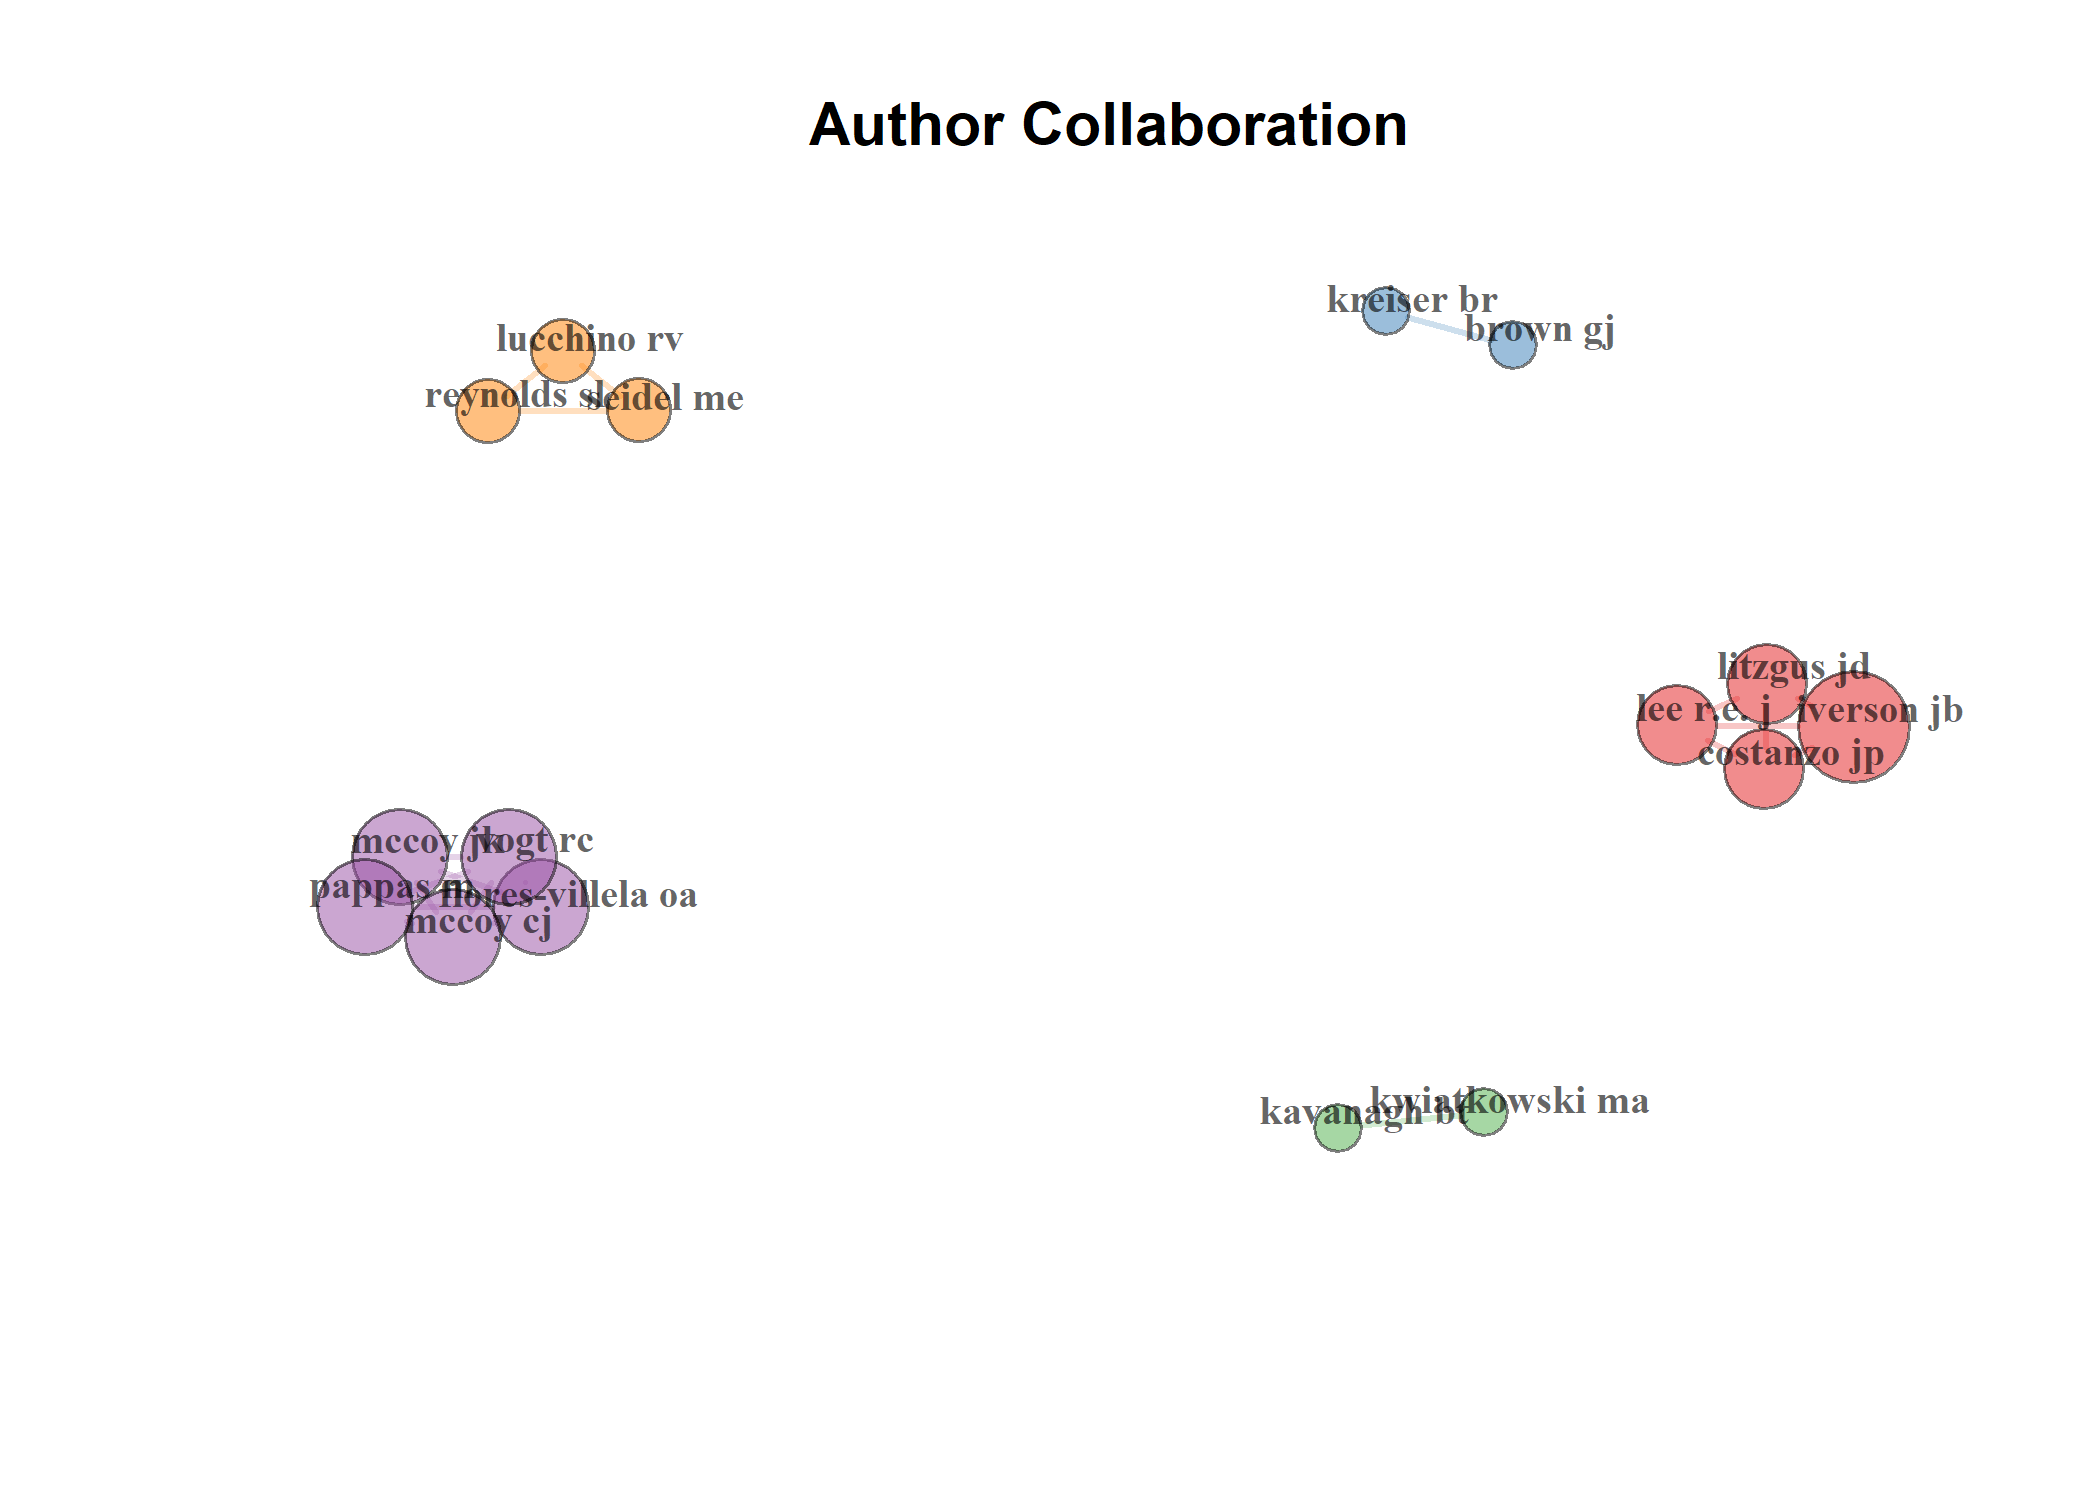 Author Collaboration
kreiser br
brown gj
lucchino rv
reynolds sl
seidel me
litzgus jd
lee r.e. j
iverson jb
costanzo jp
mccoy jk
vogt rc
pappas m
flores-villela oa
mccoy cj
kwiatkowski ma
kavanagh bt